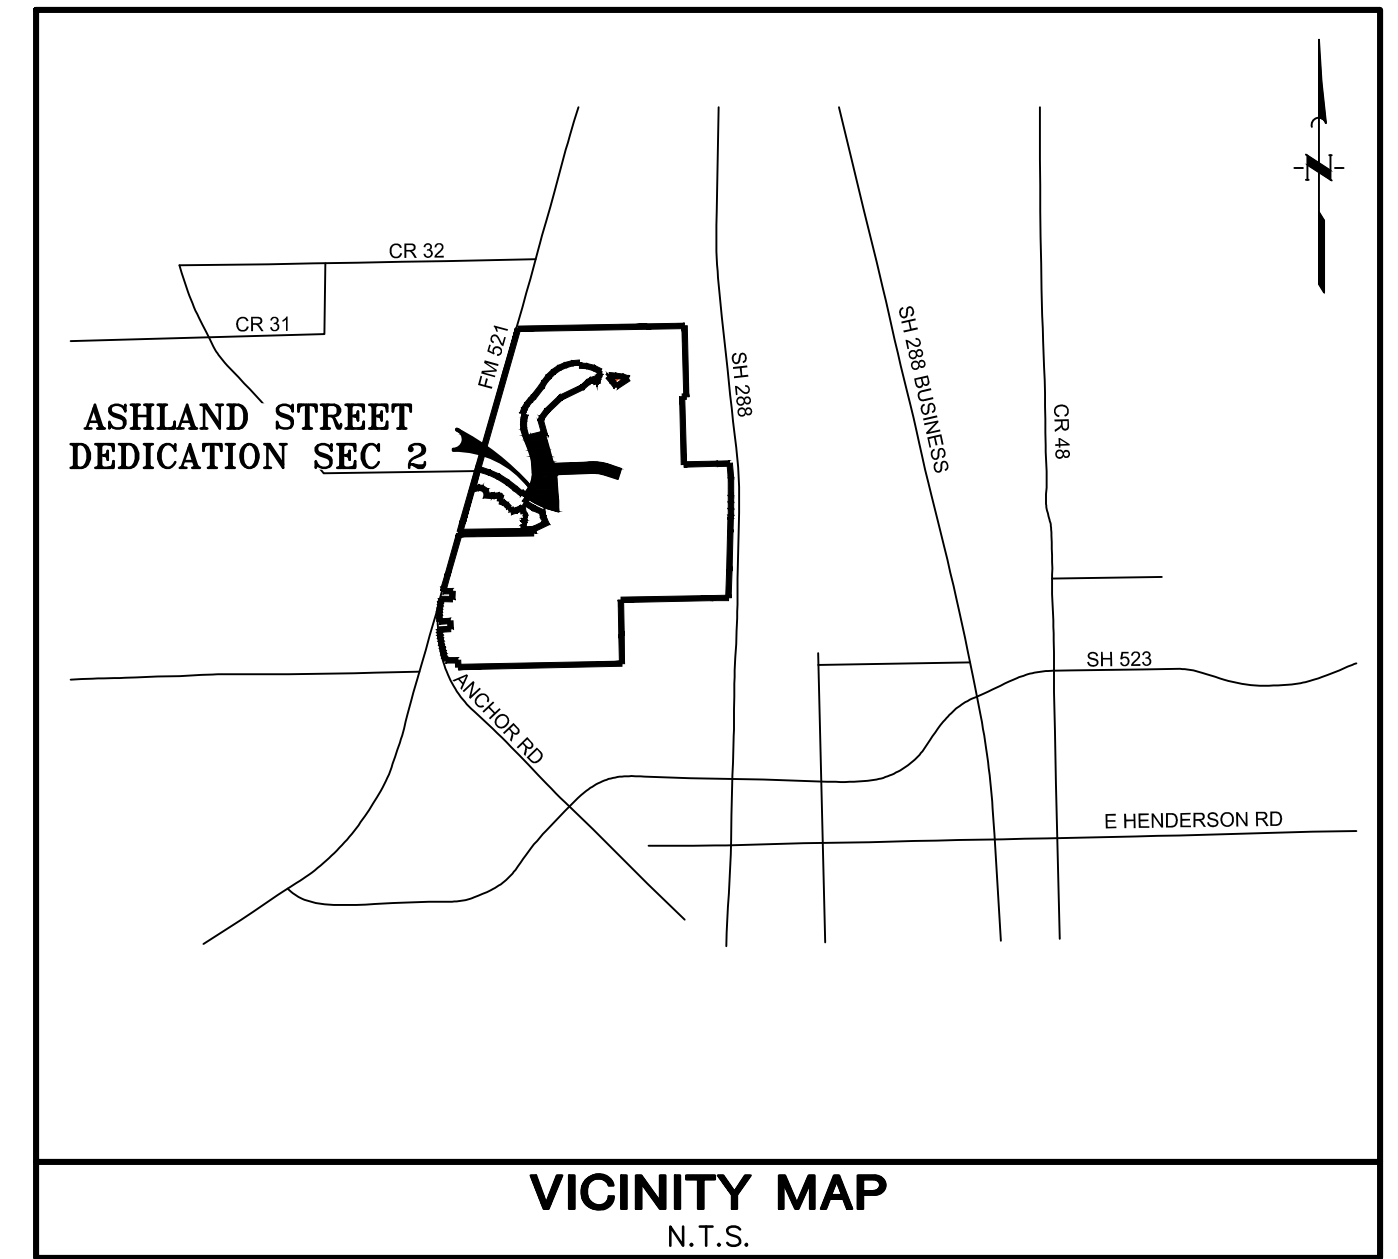 N
CR 32
CR 31
FM 521
SH 288
SH 288 BUSINESS
CR 48
ASHLAND STREET
DEDICATION SEC 2
SH 523
ANCHOR RD
E HENDERSON RD
VICINITY MAP
N.T.S.